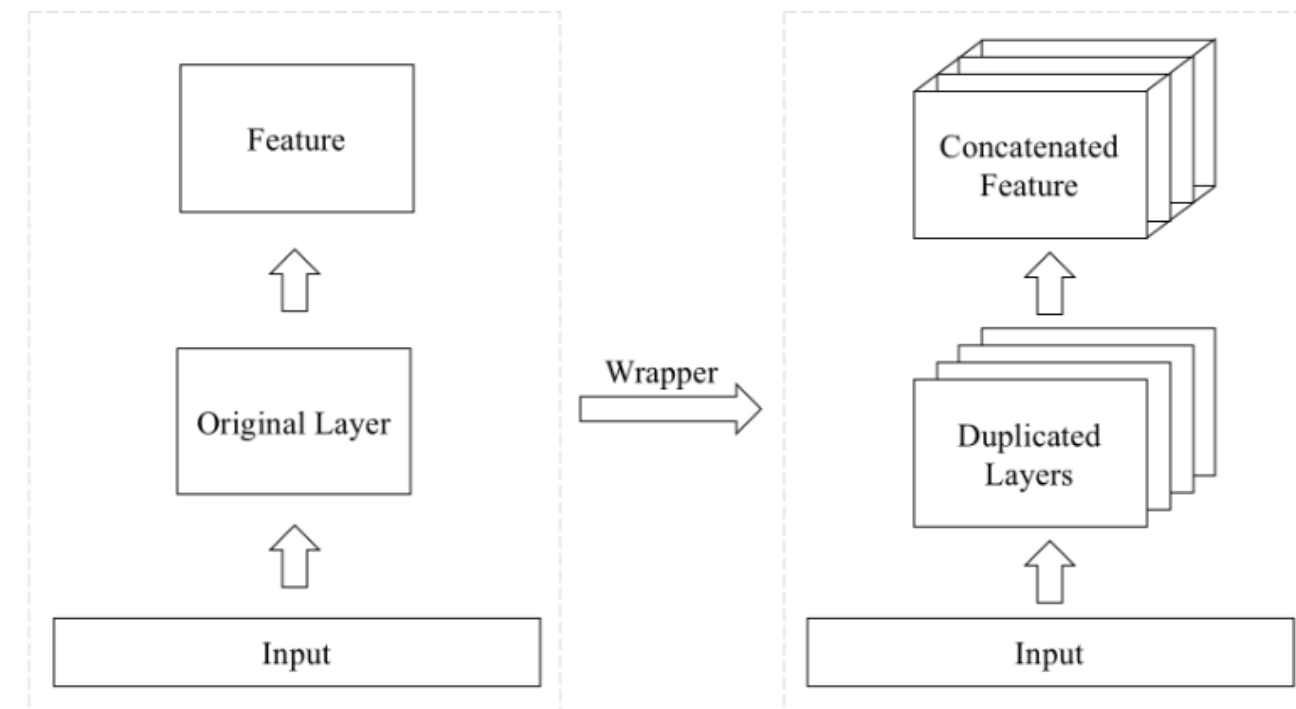 Feature
Original Layer
Input
Wrapper
Concatenated
Feature
Duplicated
Layers
Input